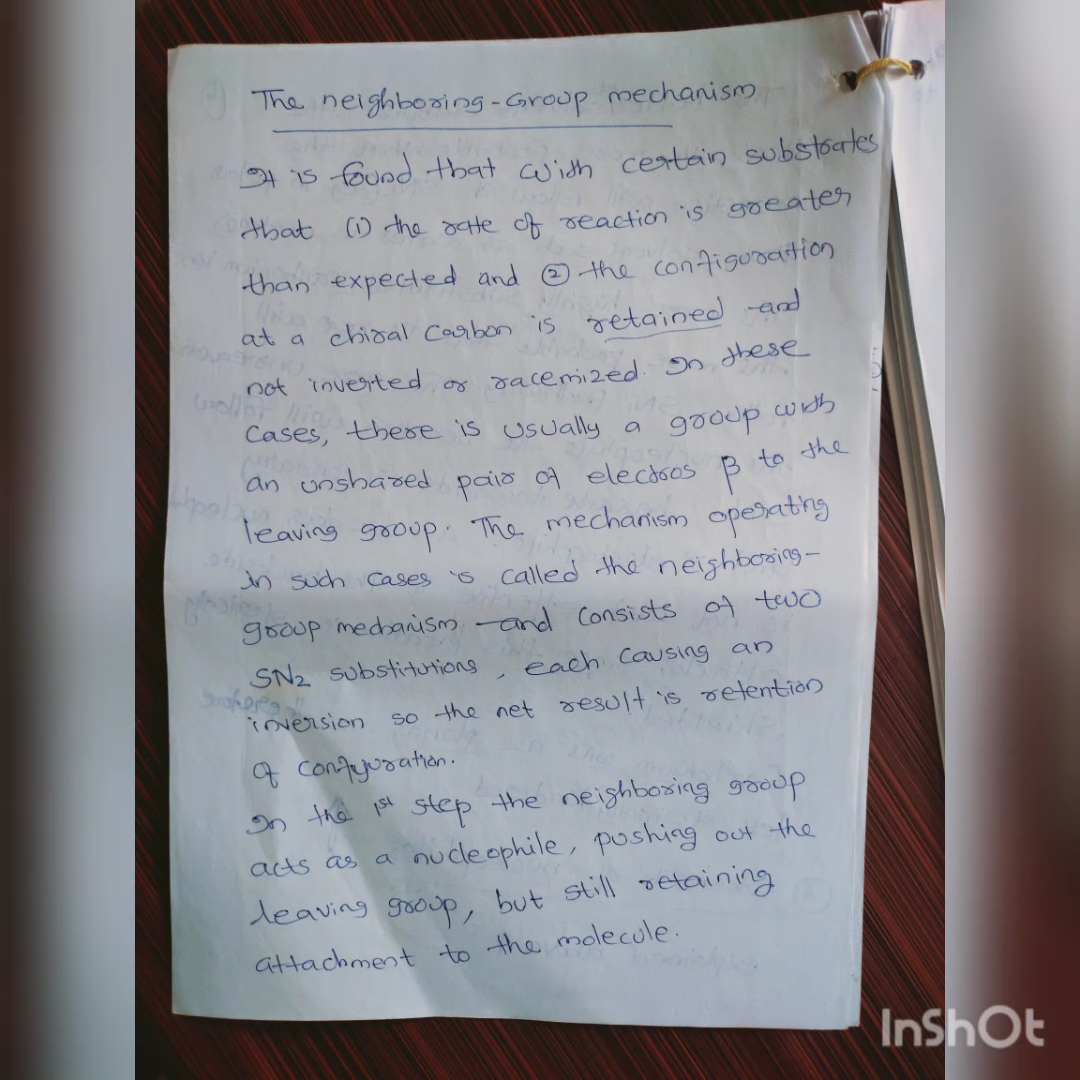 The neighboring-Group mechanism
It is found that with certain substrates
that (1) the rate of reaction is greater
than expected and (2) the configuration
at a chiral carbon is retained and
not inverted or racemized. In these
cases, there is usually a group with
an unshared pair of electros β to the
leaving group. The mechanism operating
in such cases is called the neighboring-
group mechanism and consists of two
SN2 substitutions, each causing an
inversion so the net result is retention
of configuration.
In the 1st step the neighboring group
acts as a nucleophile, pushing out the
leaving group, but still retaining
attachment to the molecule.
InShOt